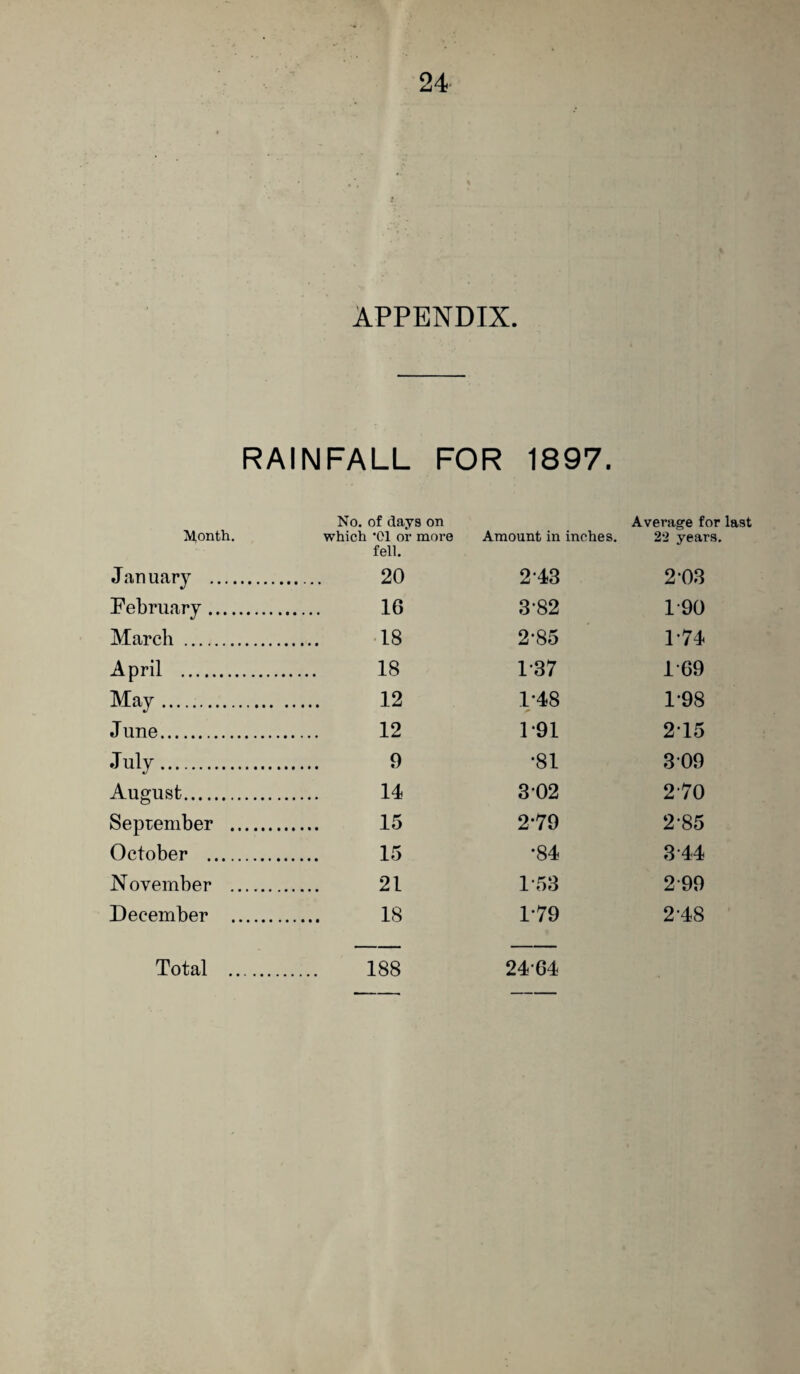 24
APPENDIX.
RAINFALL FOR 1897.
Month. No. of days on which ·01 or more fell. Amount in inches. Average for last 22 years.
January ............ 20 2·43 2·03
February ............ 16 3·82 1·90
March ............ 18 2·85 1·74
April ............ 18 1·37 1·69
May ............ 12 1·48 1·98
June ............ 12 1·91 2·15
July ............ 9 ·81 3·09
August ............ 14 3·02 2·70
September ............ 15 2·79 2·85
October ............ 15 ·84 3·44
November ............ 21 1·53 2·99
December ............ 18 1·79 2·48
Total ............ 188 24·64